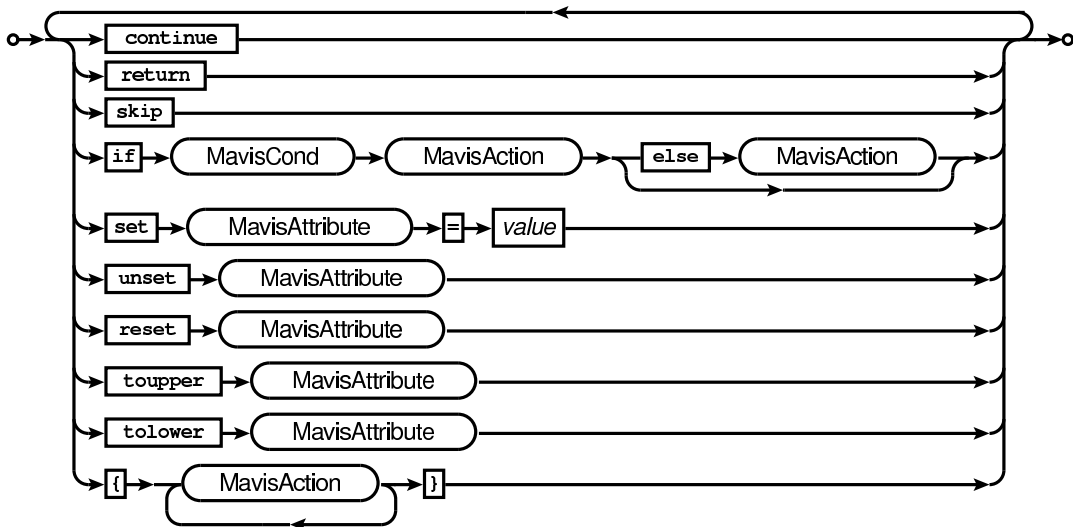 continue
return
skip
if MavisCond MavisAction else MavisAction
set MavisAttribute = value
unset MavisAttribute
reset MavisAttribute
toupper MavisAttribute
tolower MavisAttribute
{ MavisAction }